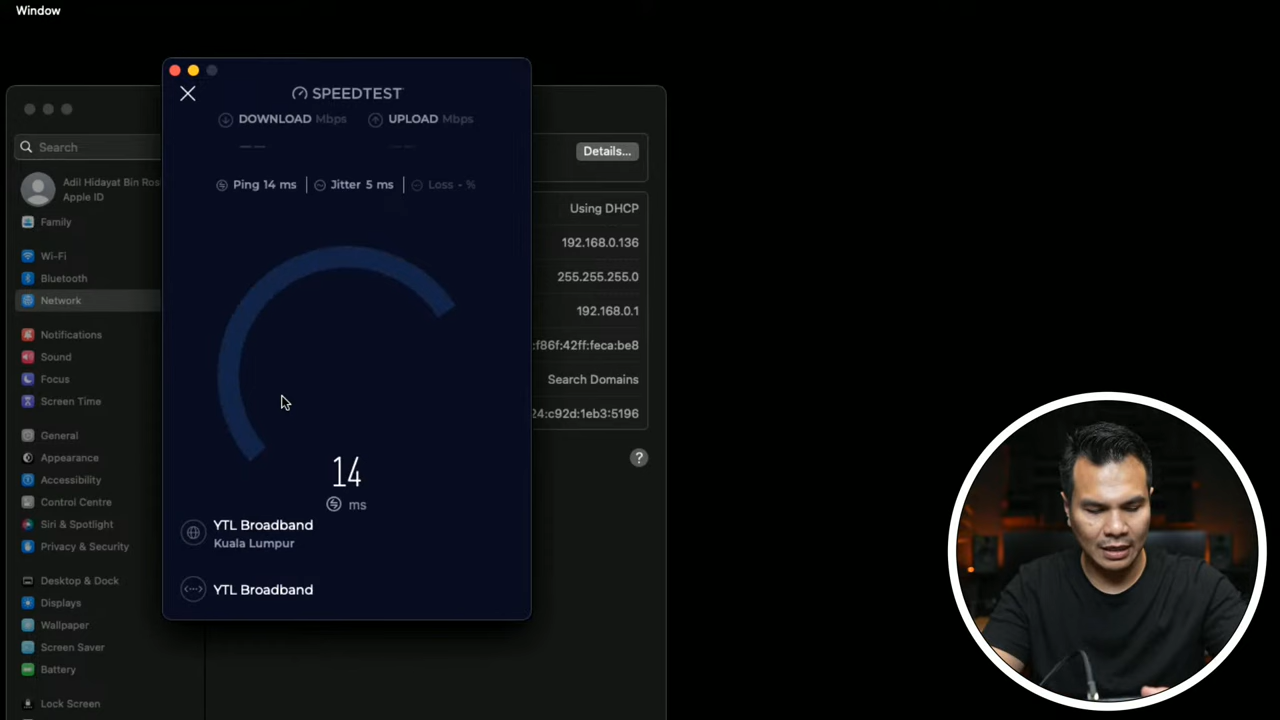 Window
SPEEDTEST
DOWNLOAD Mbps
UPLOAD Mbps
Ping 14 ms
Jitter 5 ms
Loss - %
14
ms
YTL Broadband
Kuala Lumpur
YTL Broadband
Search
Adil Hidayat Bin Ros
Apple ID
Family
Wi-Fi
Bluetooth
Network
Notifications
Sound
Focus
Screen Time
General
Appearance
Accessibility
Control Centre
Siri & Spotlight
Privacy & Security
Desktop & Dock
Displays
Wallpaper
Screen Saver
Battery
Lock Screen
Details...
Using DHCP
192.168.0.136
255.255.255.0
192.168.0.1
:f86f:42ff:feca:be8
Search Domains
24:c92d:1eb3:5196
?